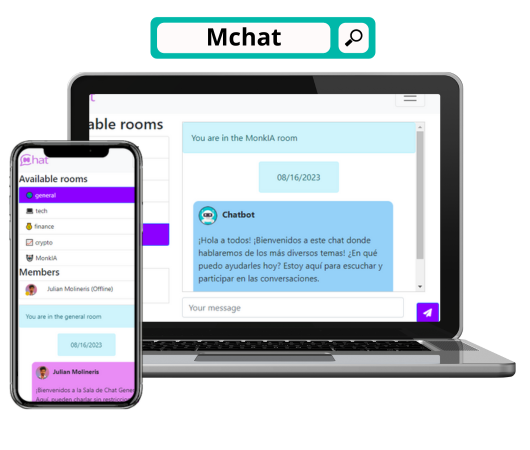 Mchat
able rooms
You are in the MonkIA room
08/16/2023
Chatbot
¡Hola a todos! ¡Bienvenidos a este chat donde
hablaremos de los más diversos temas! ¿En qué
puedo ayudarles hoy? Estoy aquí para escuchar y
participar en las conversaciones.
Your message
hat
Available rooms
general
tech
finance
crypto
MonkIA
Members
Julian Molineris (Offline)
You are in the general room
08/16/2023
Julian Molineris
¡Bienvenidos a la Sala de Chat Gener
Aquí, pueden charlar sin restriccion